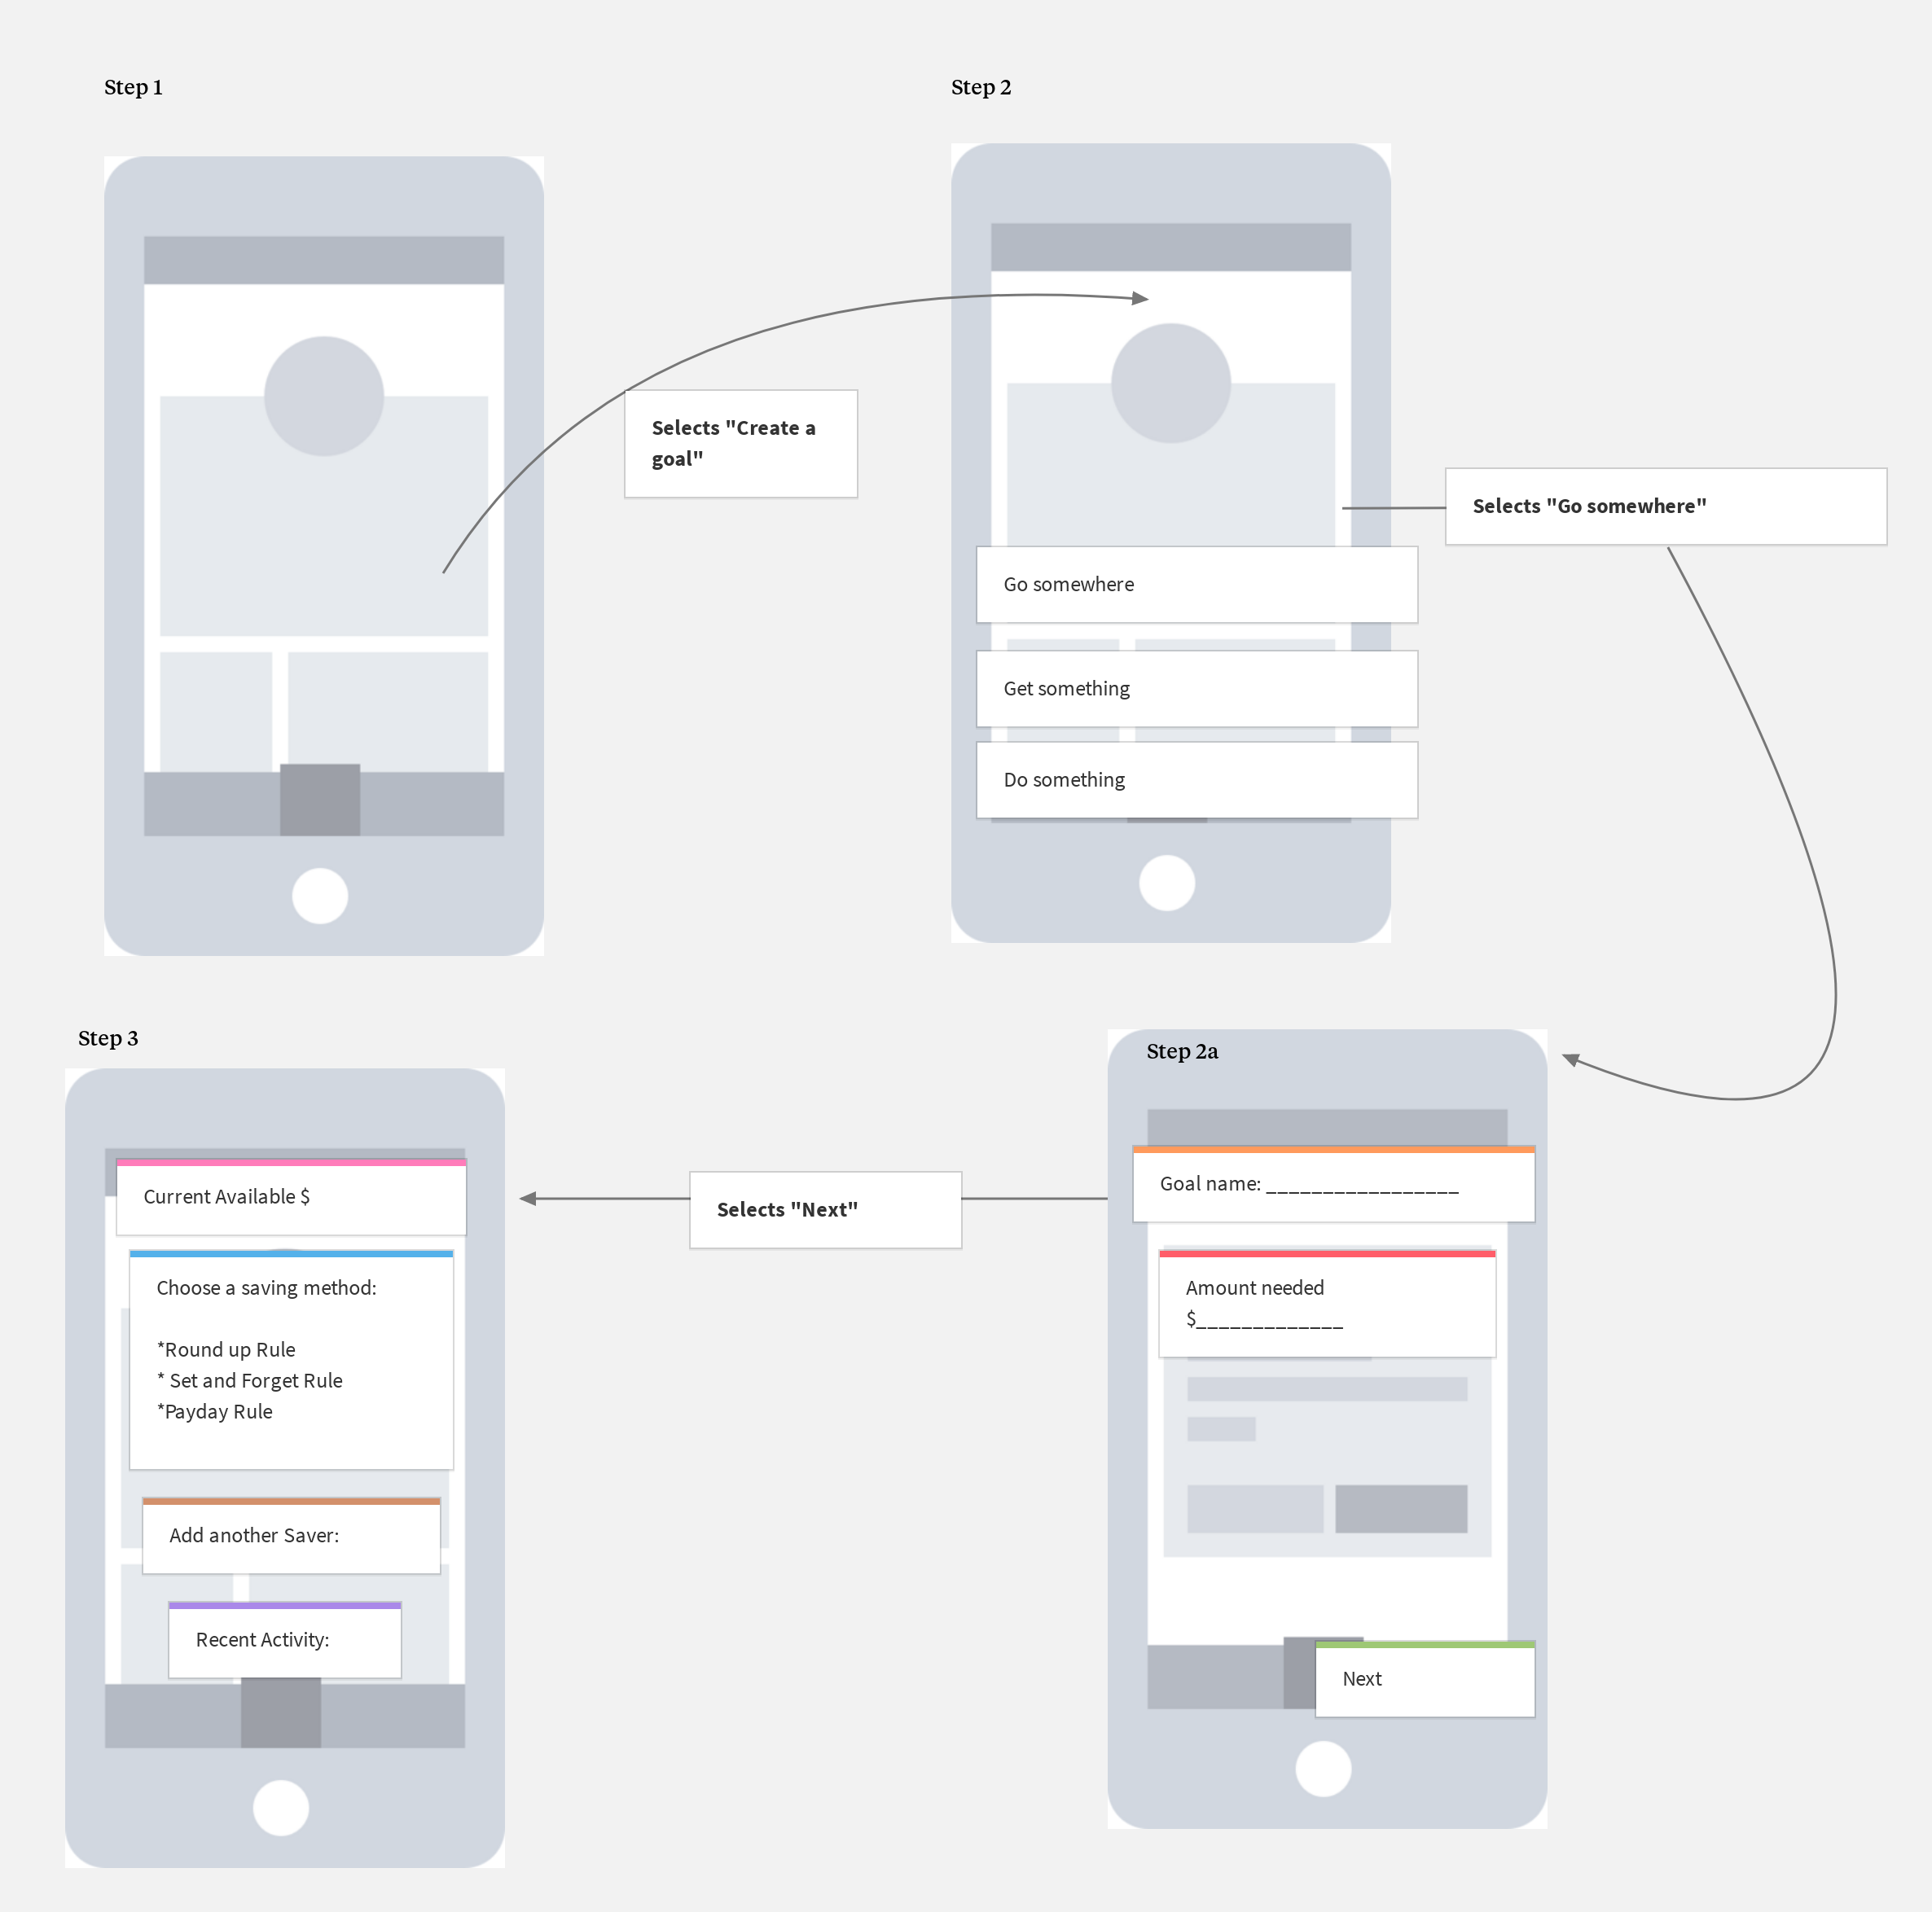 Step 1
Step 2
Selects "Create a
goal"
Selects "Go somewhere"
Go somewhere
Get something
Do something
Step 3
Step 2a
Current Available $
Choose a saving method:
*Round up Rule
* Set and Forget Rule
*Payday Rule
Add another Saver:
Recent Activity:
Selects "Next"
Goal name: _________________
Amount needed
$_____________
Next